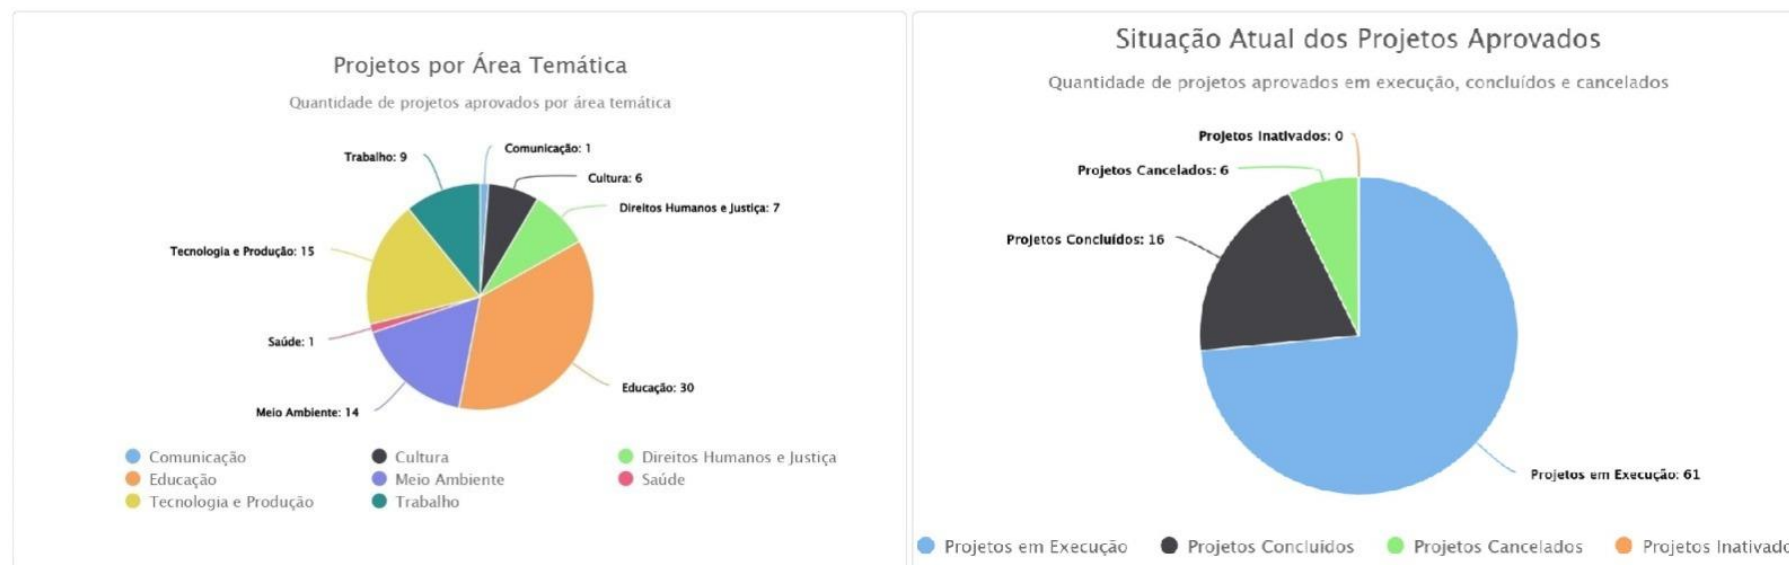 Projetos por Área Temática
Quantidade de projetos aprovados por área temática
Trabalho: 9
Comunicação: 1
Cultura: 6
Direitos Humanos e Justiça: 7
Tecnologia e Produção: 15
Saúde: 1
Educação: 30
Meio Ambiente: 14
Comunicação
Cultura
Direitos Humanos e Justiça
Educação
Meio Ambiente
Saúde
Tecnologia e Produção
Trabalho
Situação Atual dos Projetos Aprovados
Quantidade de projetos aprovados em execução, concluídos e cancelados
Projetos Inativados: 0
Projetos Cancelados: 6
Projetos Concluídos: 16
Projetos em Execução: 61
Projetos em Execução
Projetos Concluídos
Projetos Cancelados
Projetos Inativado